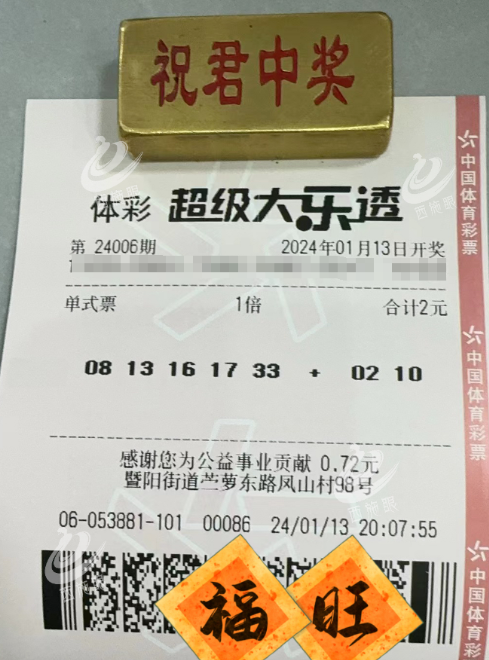 祝君中奖
体彩 超级大乐透
第 24006期 2024年01月13日开奖
单式票 1倍 合计2元
08 13 16 17 33 + 02 10
感谢您为公益事业贡献 0.72元
暨阳街道苎萝东路凤山村98号
06-053881-101 00086 24/01/13 20:07:55
福 旺
中国体育彩票
中国体育彩票
中国体育彩票
西施眼